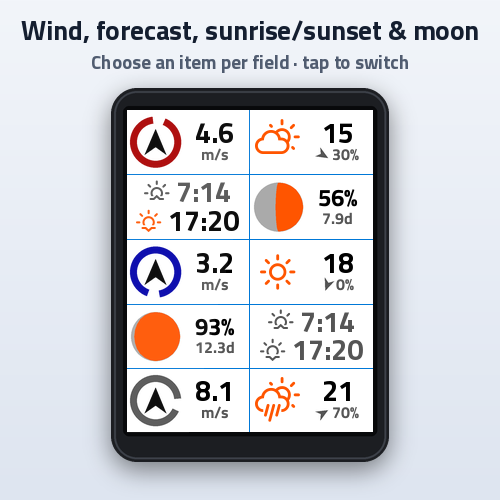 Wind, forecast, sunrise/sunset & moon
Choose an item per field · tap to switch
4.6
m/s
15
30%
7:14
17:20
56%
7.9d
3.2
m/s
18
0%
93%
12.3d
7:14
17:20
8.1
m/s
21
70%